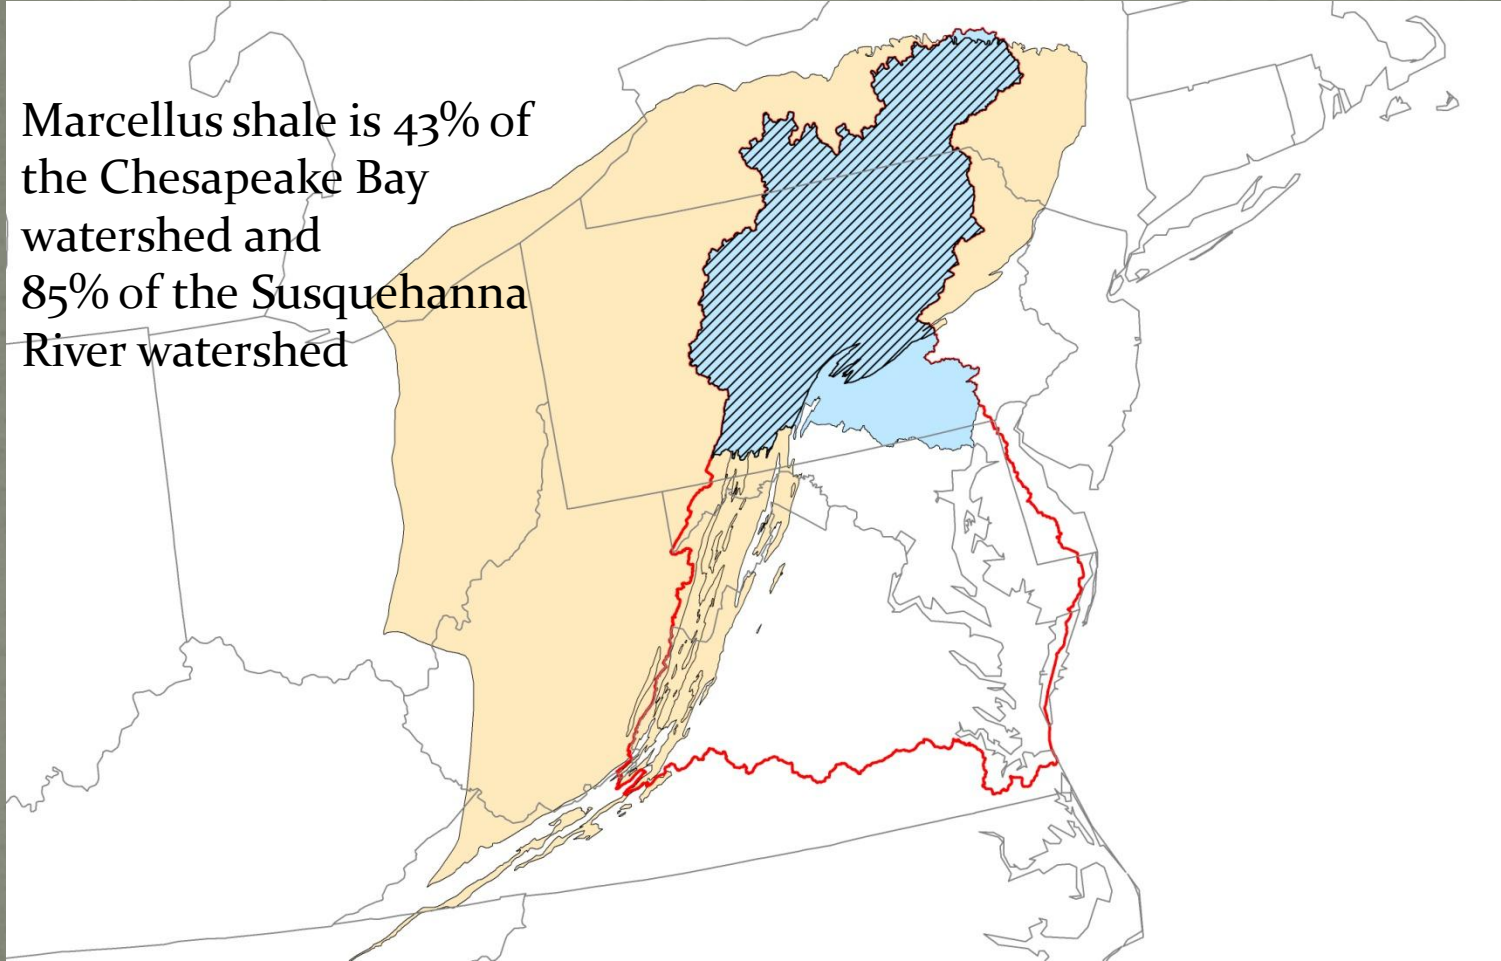 Marcellus shale is 43% of
the Chesapeake Bay
watershed and
85% of the Susquehanna
River watershed